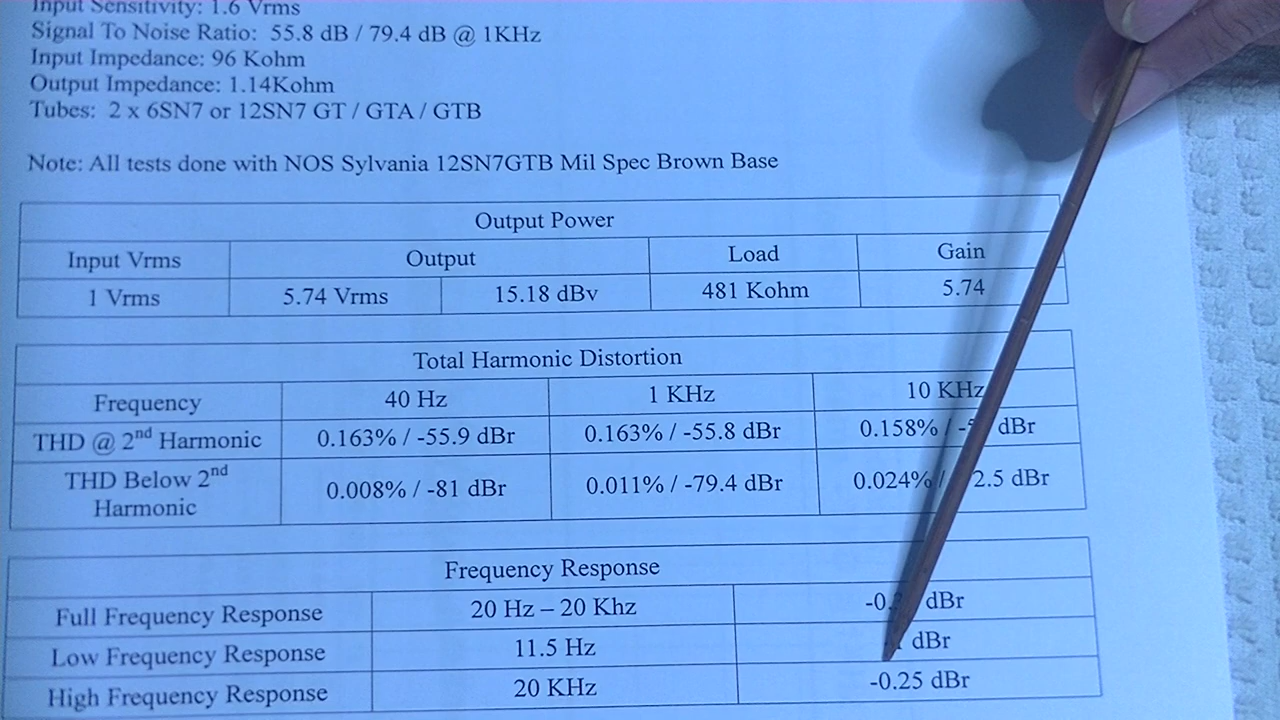 Input Sensitivity: 1.6 Vrms
Signal To Noise Ratio: 55.8 dB / 79.4 dB @ 1KHz
Input Impedance: 96 Kohm
Output Impedance: 1.14Kohm
Tubes: 2 x 6SN7 or 12SN7 GT / GTA / GTB
Note: All tests done with NOS Sylvania 12SN7GTB Mil Spec Brown Base
Output Power
Input Vrms Output Load Gain
1 Vrms 5.74 Vrms 15.18 dBv 481 Kohm 5.74
Total Harmonic Distortion
Frequency 40 Hz 1 KHz 10 KHz
THD @ 2nd Harmonic 0.163% / -55.9 dBr 0.163% / -55.8 dBr 0.158% / dBr
THD Below 2nd
Harmonic 0.008% / -81 dBr 0.011% / -79.4 dBr 0.024% / dBr
Frequency Response
Full Frequency Response 20 Hz – 20 Khz dBr
Low Frequency Response 11.5 Hz dBr
High Frequency Response 20 KHz -0.25 dBr